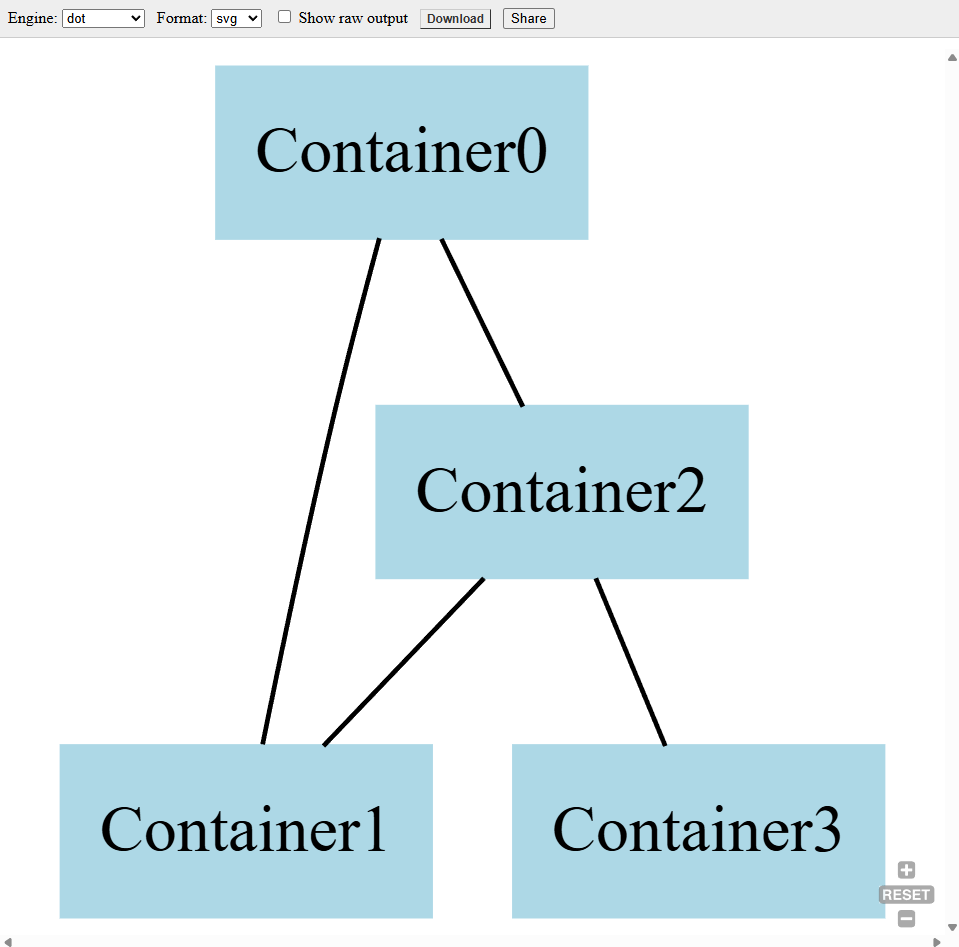 Engine: dot Format: svg Show raw output Download Share
Container0
Container2
Container1 Container3
RESET